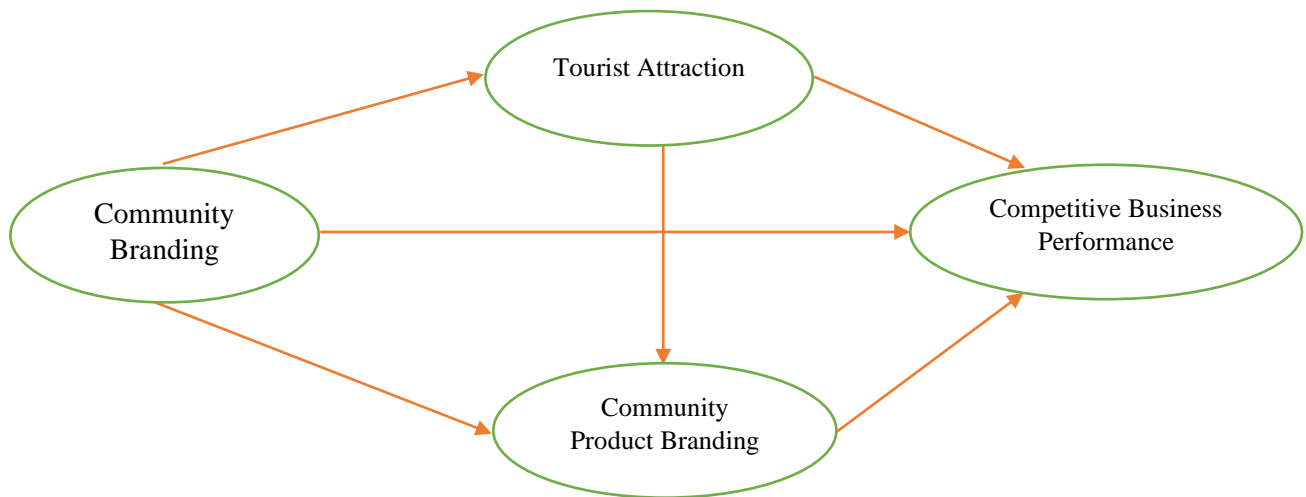 Tourist Attraction
Community
Branding
Competitive Business
Performance
Community
Product Branding